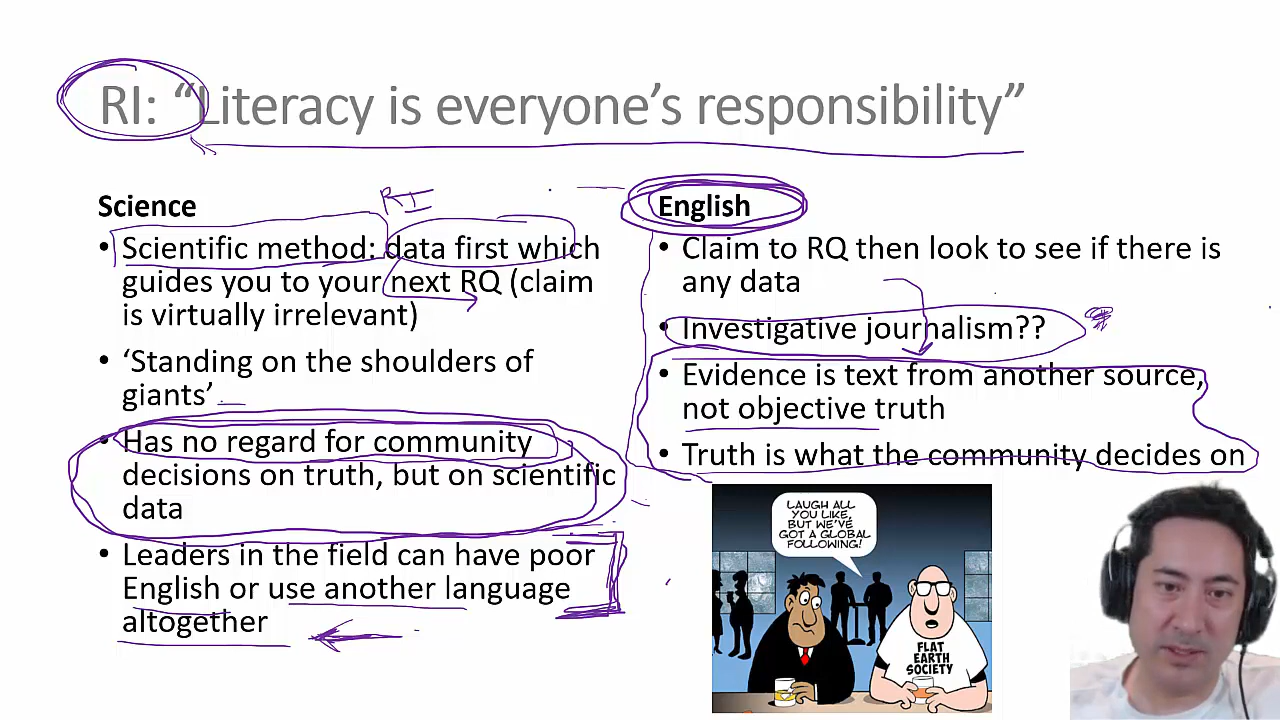 RI: “Literacy is everyone’s responsibility”
Science
RI
• Scientific method: data first which
guides you to your next RQ (claim
is virtually irrelevant)
• ‘Standing on the shoulders of
giants’
• Has no regard for community
decisions on truth, but on scientific
data
• Leaders in the field can have poor
English or use another language
altogether
English
• Claim to RQ then look to see if there is
any data
• Investigative journalism??
• Evidence is text from another source,
not objective truth
• Truth is what the community decides on
LAUGH ALL
YOU LIKE,
BUT WE'VE
GOT A GLOBAL
FOLLOWING!
FLAT
EARTH
SOCIETY